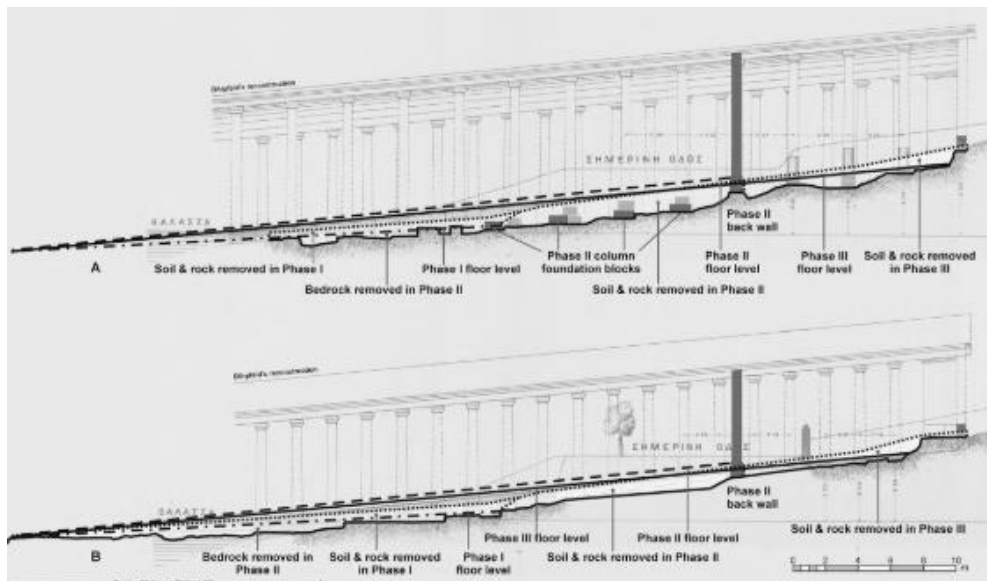 ΣΗΜΕΡΙΝΗ ΟΔΟΣ
ΘΑΛΑΣΣΑ
Phase II
back wall
A
Soil & rock removed in Phase I
Bedrock removed in Phase II
Phase I floor level
Phase II column
foundation blocks
Soil & rock removed in Phase II
Phase II
floor level
Phase III
floor level
Soil & rock removed
in Phase III
reconstruction
ΣΗΜΕΡΙΝΗ ΟΔΟΣ
ΘΑΛΑΣΣΑ
Phase II
back wall
B
Bedrock removed in
Phase II
Soil & rock removed
in Phase I
Phase I
floor level
Phase III floor level
Soil & rock removed in Phase II
Phase II floor level
Soil & rock removed in Phase III
0 2 4 6 8 10
m